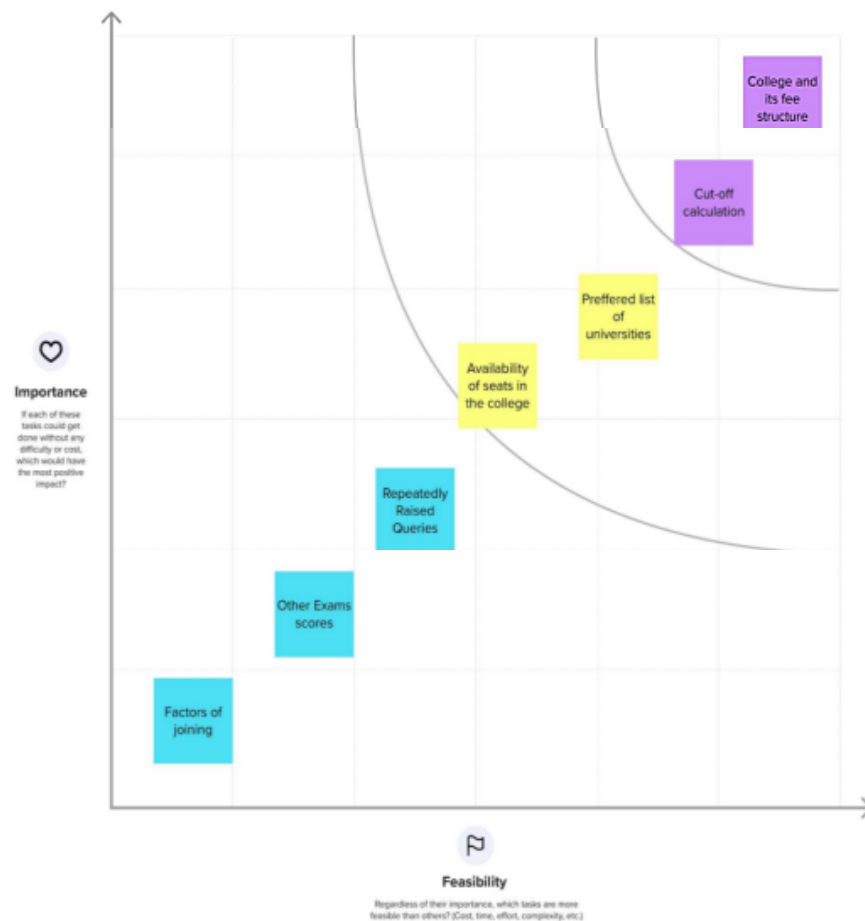 College and
its fee
structure
Cut-off
calculation
Preffered list
of
universities
Availability
of seats in
the college
Importance
If each of these
tasks could get
done without any
difficulty or cost,
which would have
the most positive
impact?
Repeatedly
Raised
Queries
Other Exams
scores
Factors of
joining
Feasibility
Regardless of their importance, which tasks are more
feasible than others? (Cost, time, effort, complexity, etc.)